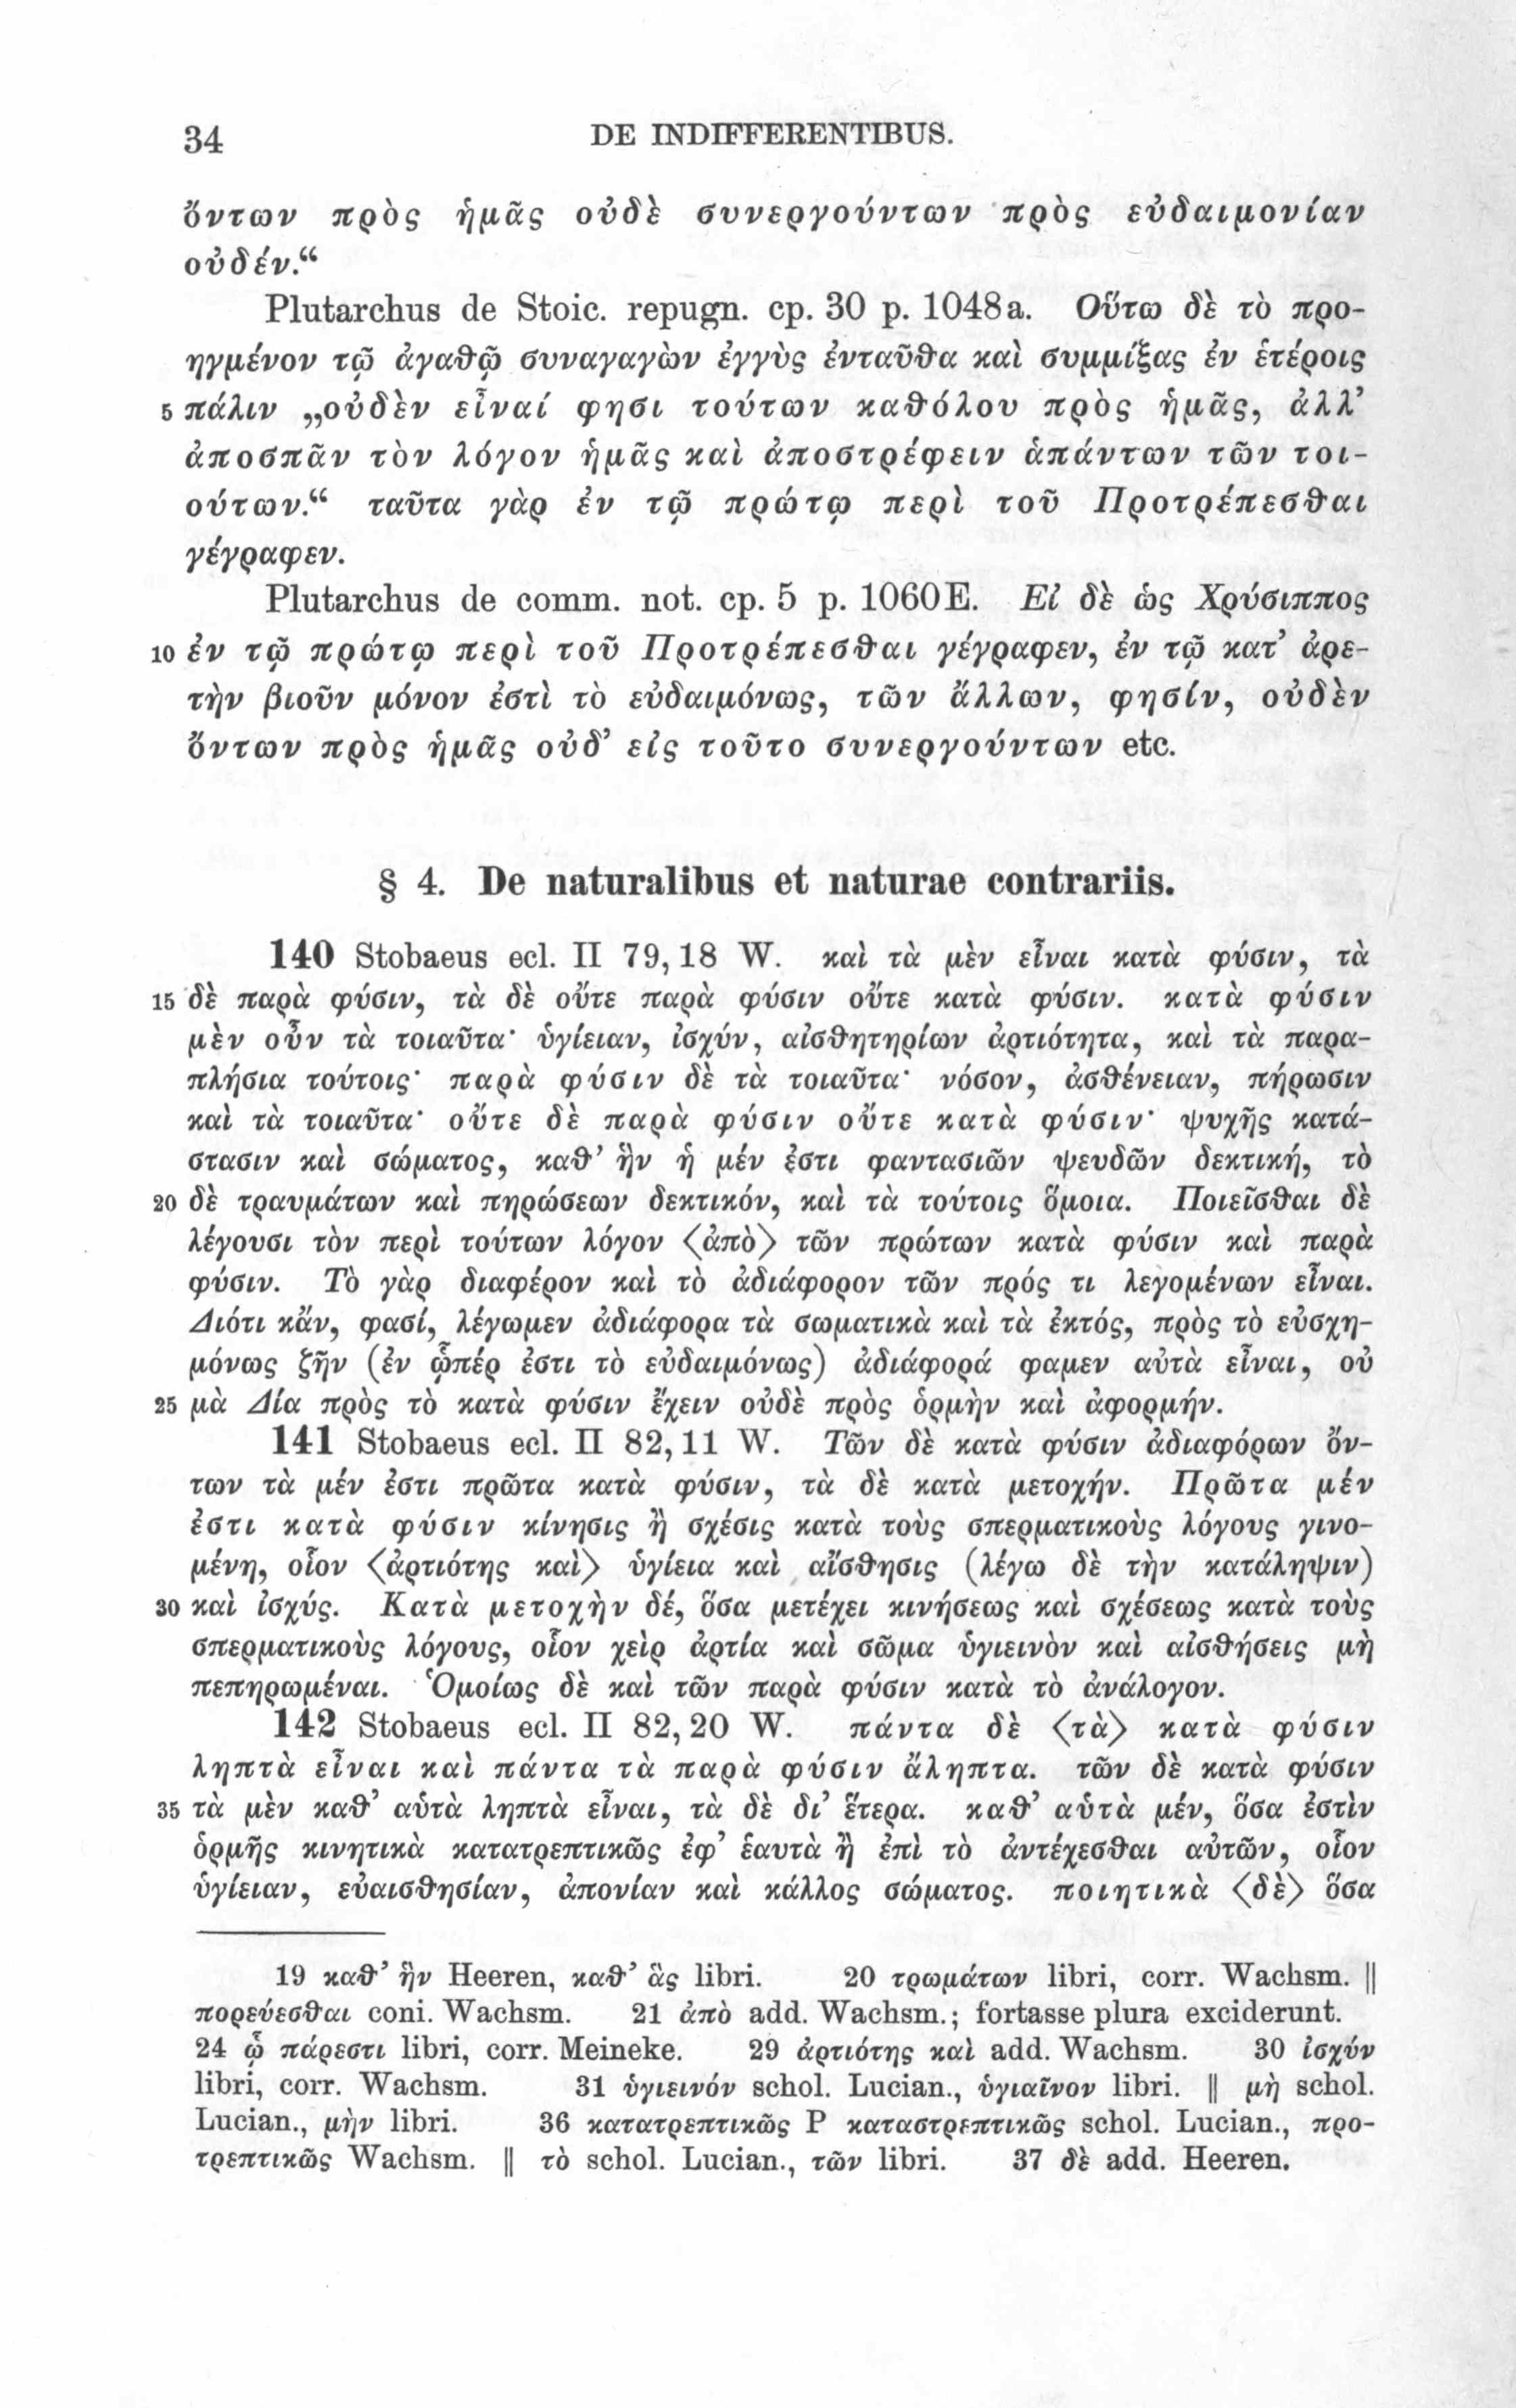 34 DE INDIFFERENTIBUS.
ὄντων πρὸς ἡμᾶς οὐδὲ συνεργούντων πρὸς εὐδαιμονίαν
οὐδέν.“
Plutarchus de Stoic. repugn. cp. 30 p. 1048a. Οὕτω δὲ τὸ προ-
ηγμένον τῷ ἀγαθῷ συναγαγὼν ἐγγὺς ἐνταῦθα καὶ συμμίξας ἐν ἑτέροις
5 πάλιν „οὐδὲν εἶναί φησι τούτων καθόλου πρὸς ἡμᾶς, ἀλλ’
ἀποσπᾶν τὸν λόγον ἡμᾶς καὶ ἀποστρέφειν ἁπάντων τῶν τοι-
ούτων.“ ταῦτα γὰρ ἐν τῷ πρώτῳ περὶ τοῦ Προτρέπεσθαι
γέγραφεν.
Plutarchus de comm. not. cp. 5 p. 1060E. Εἰ δὲ ὡς Χρύσιππος
10 ἐν τῷ πρώτῳ περὶ τοῦ Προτρέπεσθαι γέγραφεν, ἐν τῷ κατ’ ἀρε-
τὴν βιοῦν μόνον ἐστὶ τὸ εὐδαιμόνως, τῶν ἄλλων, φησίν, οὐδὲν
ὄντων πρὸς ἡμᾶς οὐδ’ εἰς τοῦτο συνεργούντων etc.
§ 4. De naturalibus et naturae contrariis.
140 Stobaeus ecl. II 79,18 W. καὶ τὰ μὲν εἶναι κατὰ φύσιν, τὰ
15 δὲ παρὰ φύσιν, τὰ δὲ οὔτε παρὰ φύσιν οὔτε κατὰ φύσιν. κατὰ φύσιν
μὲν οὖν τὰ τοιαῦτα· ὑγίειαν, ἰσχύν, αἰσθητηρίων ἀρτιότητα, καὶ τὰ παρα-
πλήσια τούτοις· παρὰ φύσιν δὲ τὰ τοιαῦτα· νόσον, ἀσθένειαν, πήρωσιν
καὶ τὰ τοιαῦτα· οὔτε δὲ παρὰ φύσιν οὔτε κατὰ φύσιν· ψυχῆς κατά-
στασιν καὶ σώματος, καθ’ ἣν ἡ μέν ἐστι φαντασιῶν ψευδῶν δεκτική, τὸ
20 δὲ τραυμάτων καὶ πηρώσεων δεκτικόν, καὶ τὰ τούτοις ὅμοια. Ποιεῖσθαι δὲ
λέγουσι τὸν περὶ τούτων λόγον ⟨ἀπὸ⟩ τῶν πρώτων κατὰ φύσιν καὶ παρὰ
φύσιν. Τὸ γὰρ διαφέρον καὶ τὸ ἀδιάφορον τῶν πρός τι λεγομένων εἶναι.
Διότι κἄν, φασί, λέγωμεν ἀδιάφορα τὰ σωματικὰ καὶ τὰ ἐκτός, πρὸς τὸ εὐσχη-
μόνως ζῆν (ἐν ᾧπέρ ἐστι τὸ εὐδαιμόνως) ἀδιάφορά φαμεν αὐτὰ εἶναι, οὐ
25 μὰ Δία πρὸς τὸ κατὰ φύσιν ἔχειν οὐδὲ πρὸς ὁρμὴν καὶ ἀφορμήν.
141 Stobaeus ecl. II 82,11 W. Τῶν δὲ κατὰ φύσιν ἀδιαφόρων ὄν-
των τὰ μέν ἐστι πρῶτα κατὰ φύσιν, τὰ δὲ κατὰ μετοχήν. Πρῶτα μέν
ἐστι κατὰ φύσιν κίνησις ἢ σχέσις κατὰ τοὺς σπερματικοὺς λόγους γινο-
μένη, οἷον ⟨ἀρτιότης καὶ⟩ ὑγίεια καὶ αἴσθησις (λέγω δὲ τὴν κατάληψιν)
30 καὶ ἰσχύς. Κατὰ μετοχὴν δέ, ὅσα μετέχει κινήσεως καὶ σχέσεως κατὰ τοὺς
σπερματικοὺς λόγους, οἷον χεὶρ ἀρτία καὶ σῶμα ὑγιεινὸν καὶ αἰσθήσεις μὴ
πεπηρωμέναι. Ὁμοίως δὲ καὶ τῶν παρὰ φύσιν κατὰ τὸ ἀνάλογον.
142 Stobaeus ecl. II 82,20 W. πάντα δὲ ⟨τὰ⟩ κατὰ φύσιν
ληπτὰ εἶναι καὶ πάντα τὰ παρὰ φύσιν ἄληπτα. τῶν δὲ κατὰ φύσιν
35 τὰ μὲν καθ’ αὑτὰ ληπτὰ εἶναι, τὰ δὲ δι’ ἕτερα. καθ’ αὑτὰ μέν, ὅσα ἐστὶν
ὁρμῆς κινητικὰ κατατρεπτικῶς ἐφ’ ἑαυτὰ ἢ ἐπὶ τὸ ἀντέχεσθαι αὐτῶν, οἷον
ὑγίειαν, εὐαισθησίαν, ἀπονίαν καὶ κάλλος σώματος. ποιητικὰ ⟨δὲ⟩ ὅσα
19 καθ’ ἣν Heeren, καθ’ ἃς libri. 20 τρωμάτων libri, corr. Wachsm. ||
πορεύεσθαι coni. Wachsm. 21 ἀπὸ add. Wachsm.; fortasse plura exciderunt.
24 ᾧ πάρεστι libri, corr. Meineke. 29 ἀρτιότης καὶ add. Wachsm. 30 ἰσχύν
libri, corr. Wachsm. 31 ὑγιεινόν schol. Lucian., ὑγιαῖνον libri. || μὴ schol.
Lucian., μὴν libri. 36 κατατρεπτικῶς P καταστρεπτικῶς schol. Lucian., προ-
τρεπτικῶς Wachsm. || τὸ schol. Lucian., τῶν libri. 37 δὲ add. Heeren.